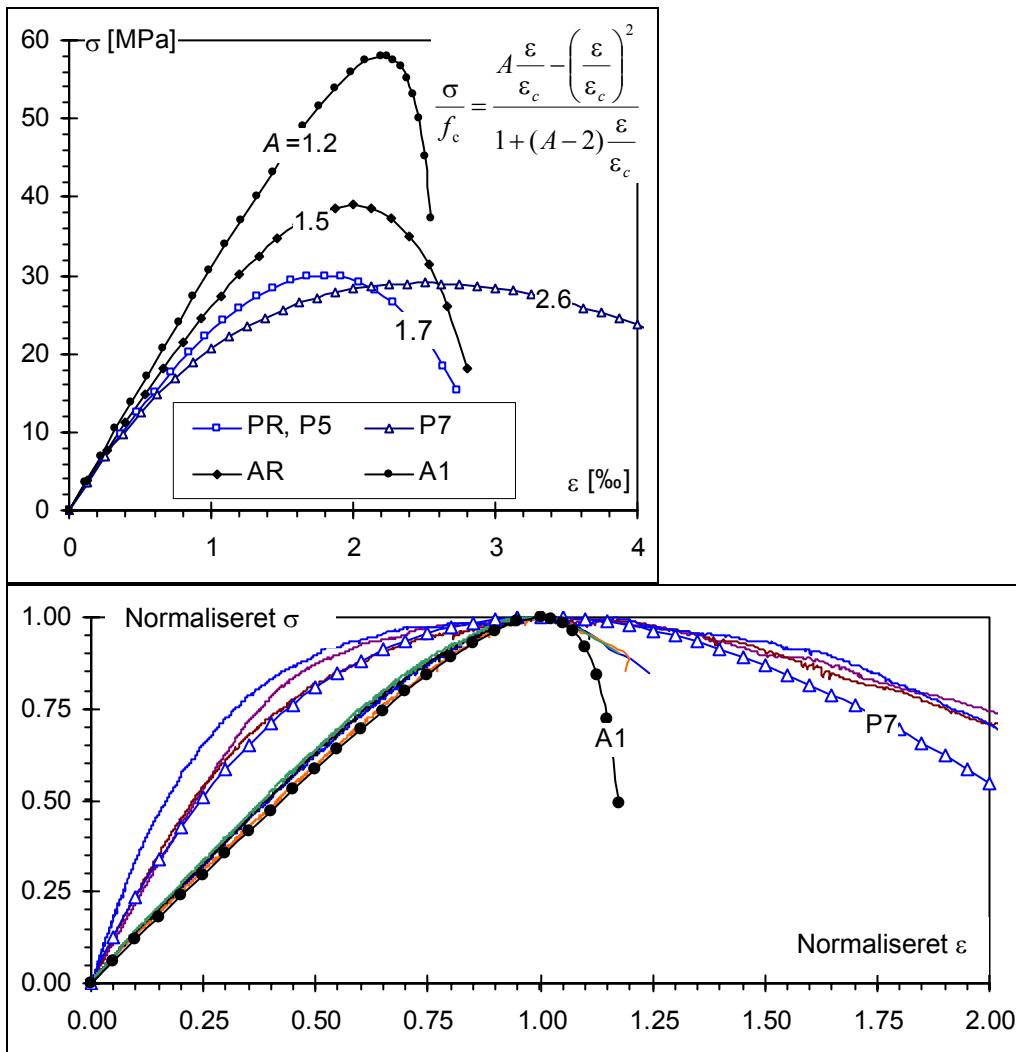 60
σ [MPa]
50
40
30
20
10
0
A=1.2
1.5
1.7
2.6
σ/f_c = (A ε/ε_c − (ε/ε_c)^2) / (1 + (A − 2) ε/ε_c)
PR, P5
P7
AR
A1
ε [‰]
0 1 2 3 4
1.00
Normaliseret σ
0.75
P7
A1
0.50
0.25
Normaliseret ε
0.00
0.00 0.25 0.50 0.75 1.00 1.25 1.50 1.75 2.00